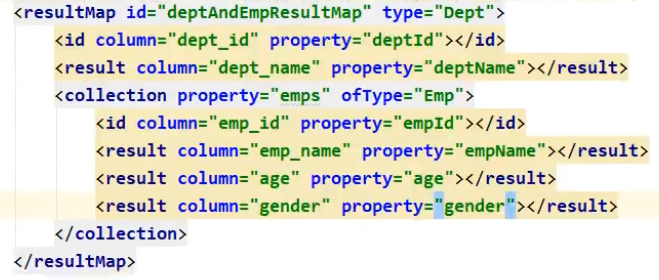 <resultMap id="deptAndEmpResultMap" type="Dept">
<id column="dept_id" property="deptId"></id>
<result column="dept_name" property="deptName"></result>
<collection property="emps" ofType="Emp">
<id column="emp_id" property="empId"></id>
<result column="emp_name" property="empName"></result>
<result column="age" property="age"></result>
<result column="gender" property="gender"></result>
</collection>
</resultMap>